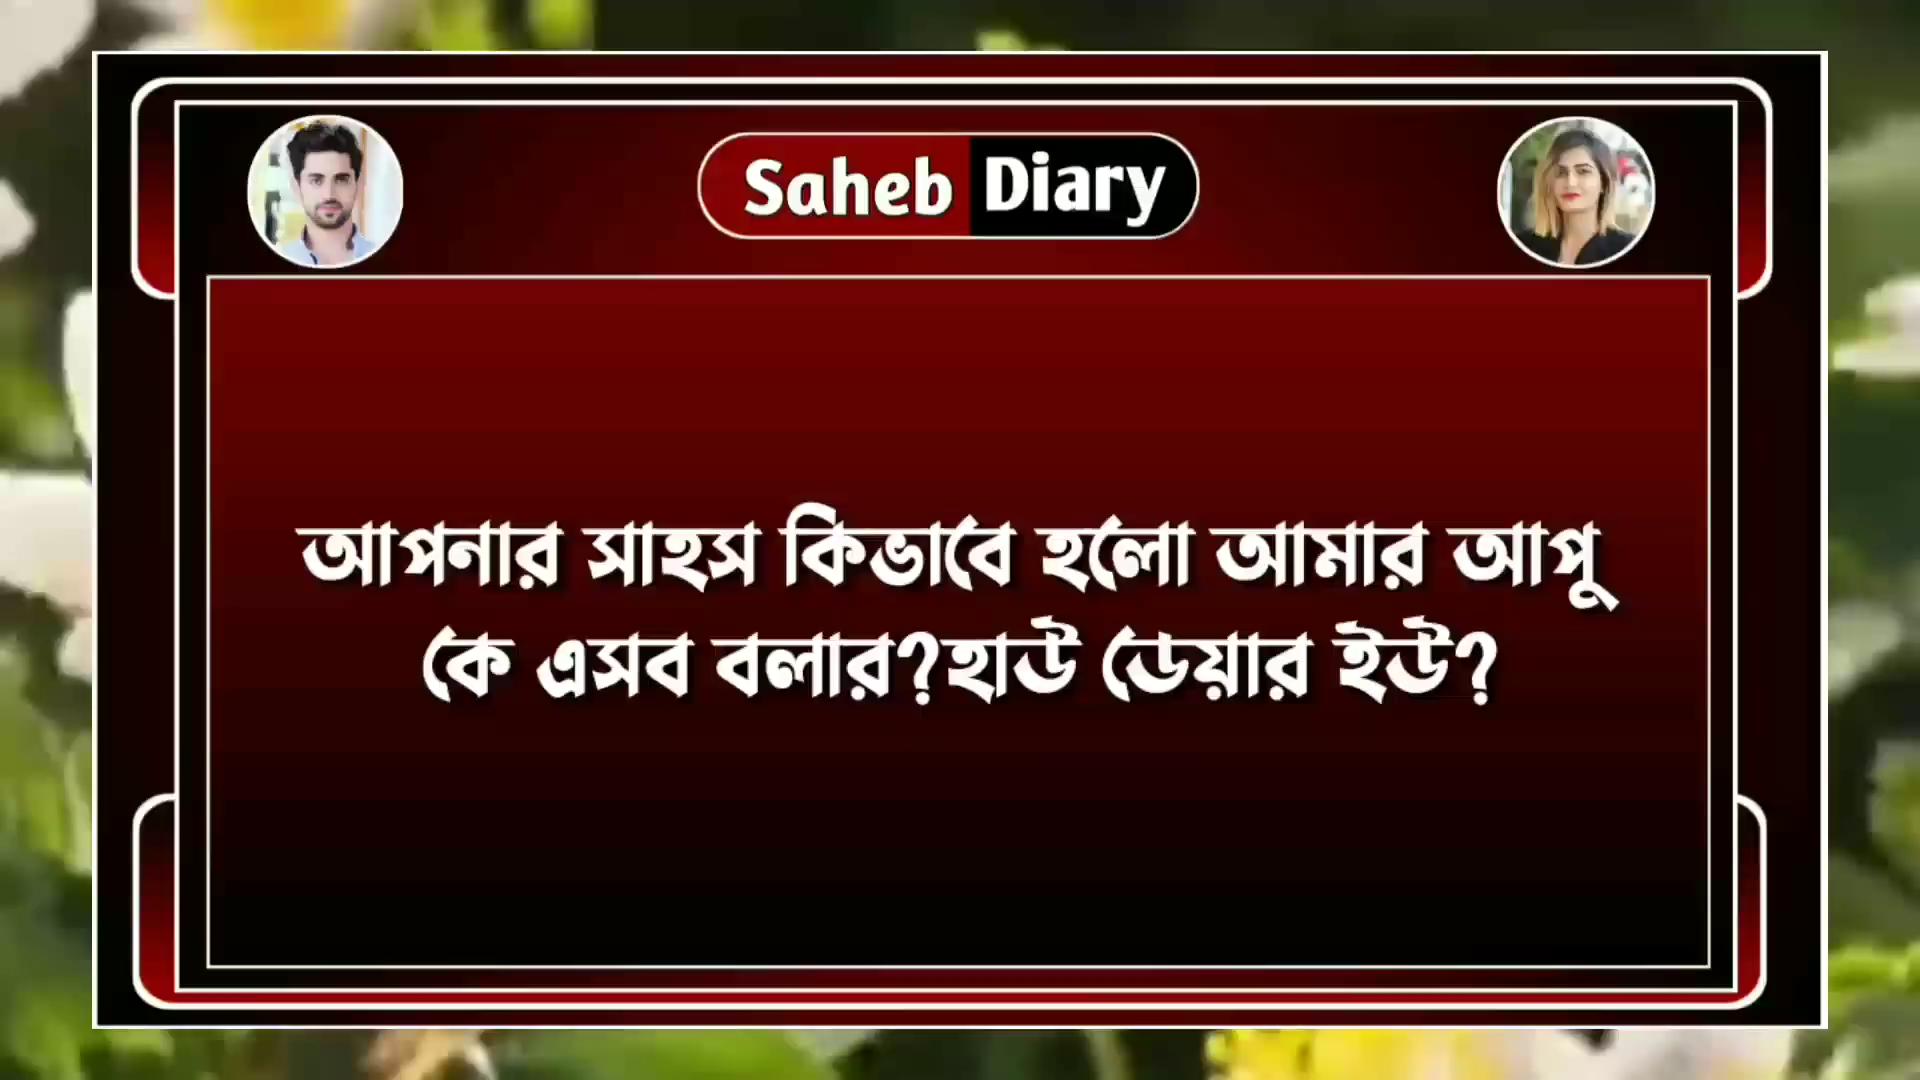 Saheb Diary
আপনার সাহস কিভাবে হলো আমার আপু
কে এসব বলার?হাউ ডেয়ার ইউ?